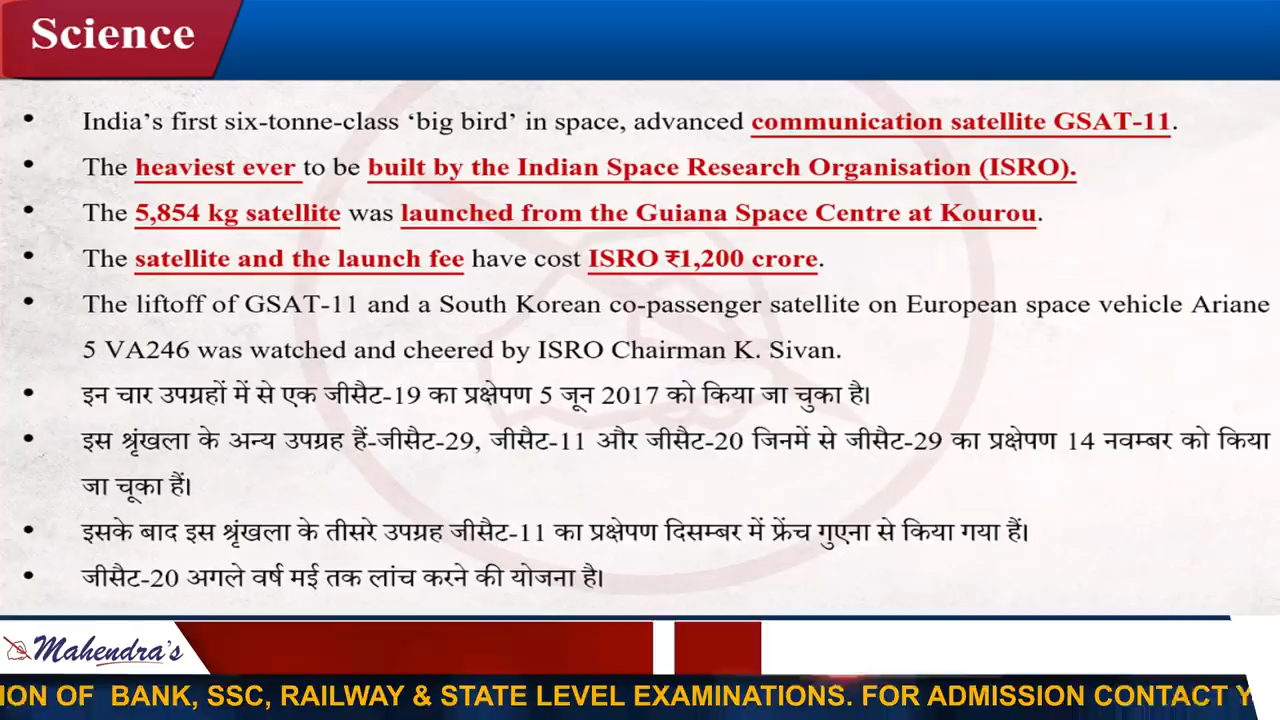 Science
• India's first six-tonne-class 'big bird' in space, advanced communication satellite GSAT-11.
• The heaviest ever to be built by the Indian Space Research Organisation (ISRO).
• The 5,854 kg satellite was launched from the Guiana Space Centre at Kourou.
• The satellite and the launch fee have cost ISRO ₹1,200 crore.
• The liftoff of GSAT-11 and a South Korean co-passenger satellite on European space vehicle Ariane
5 VA246 was watched and cheered by ISRO Chairman K. Sivan.
• इन चार उपग्रहों में से एक जीसैट-19 का प्रक्षेपण 5 जून 2017 को किया जा चुका है।
• इस श्रृंखला के अन्य उपग्रह हैं-जीसैट-29, जीसैट-11 और जीसैट-20 जिनमें से जीसैट-29 का प्रक्षेपण 14 नवम्बर को किया
जा चूका हैं।
• इसके बाद इस श्रृंखला के तीसरे उपग्रह जीसैट-11 का प्रक्षेपण दिसम्बर में फ्रेंच गुएना से किया गया हैं।
• जीसैट-20 अगले वर्ष मई तक लांच करने की योजना है।
Mahendra's
ION OF BANK, SSC, RAILWAY & STATE LEVEL EXAMINATIONS. FOR ADMISSION CONTACT Y